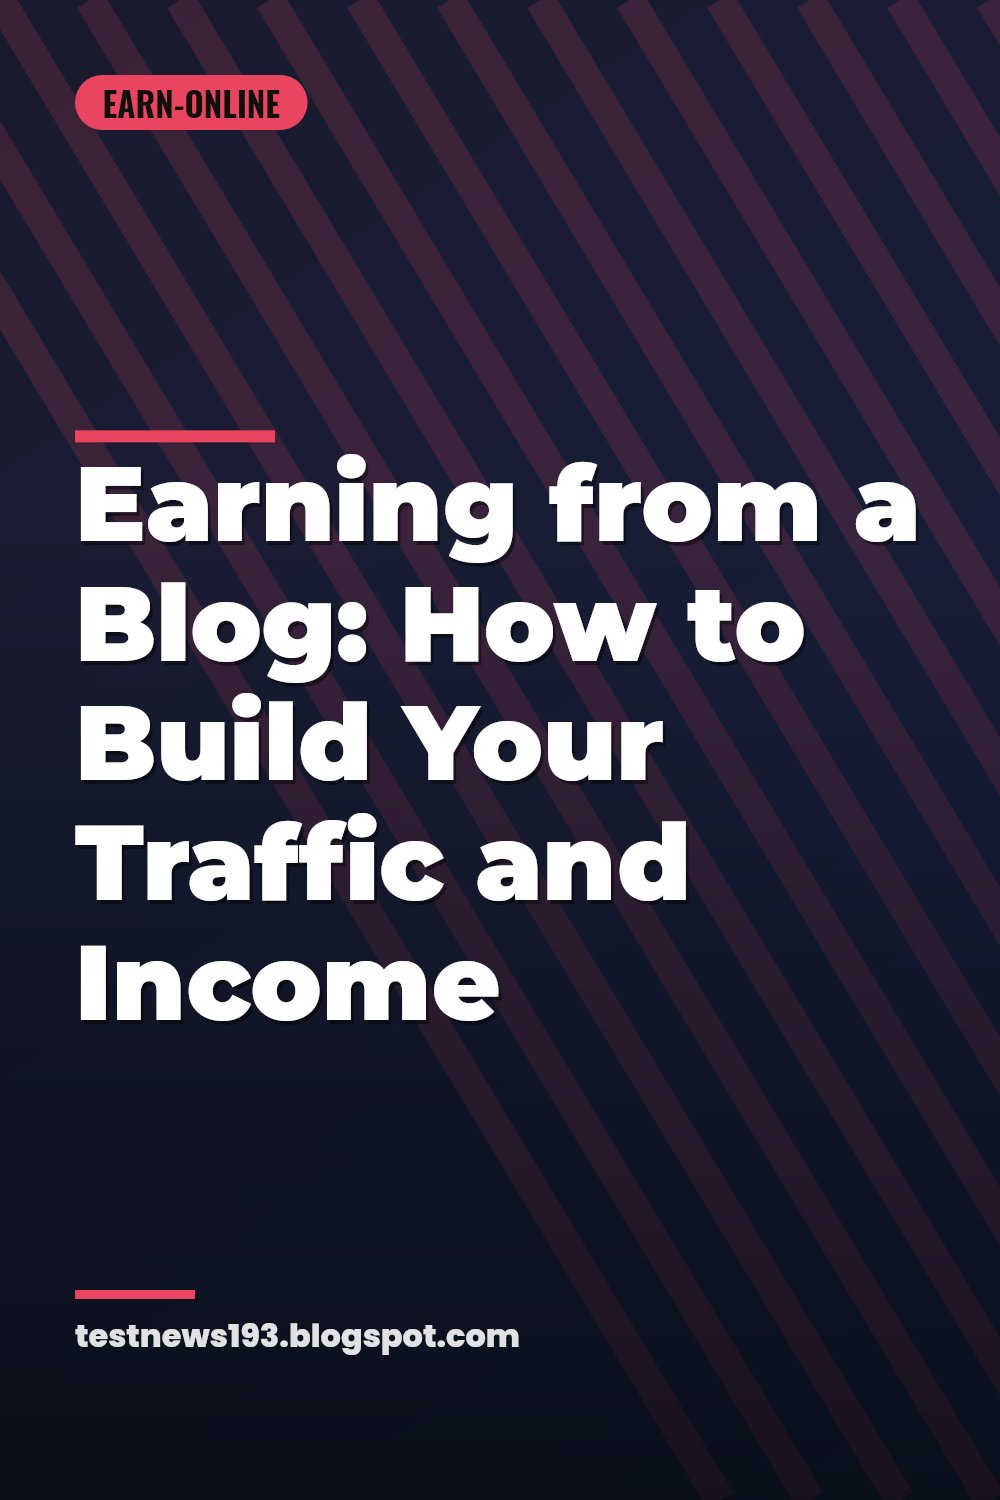 EARN-ONLINE
Earning from a
Blog: How to
Build Your
Traffic and
Income
testnews193.blogspot.com